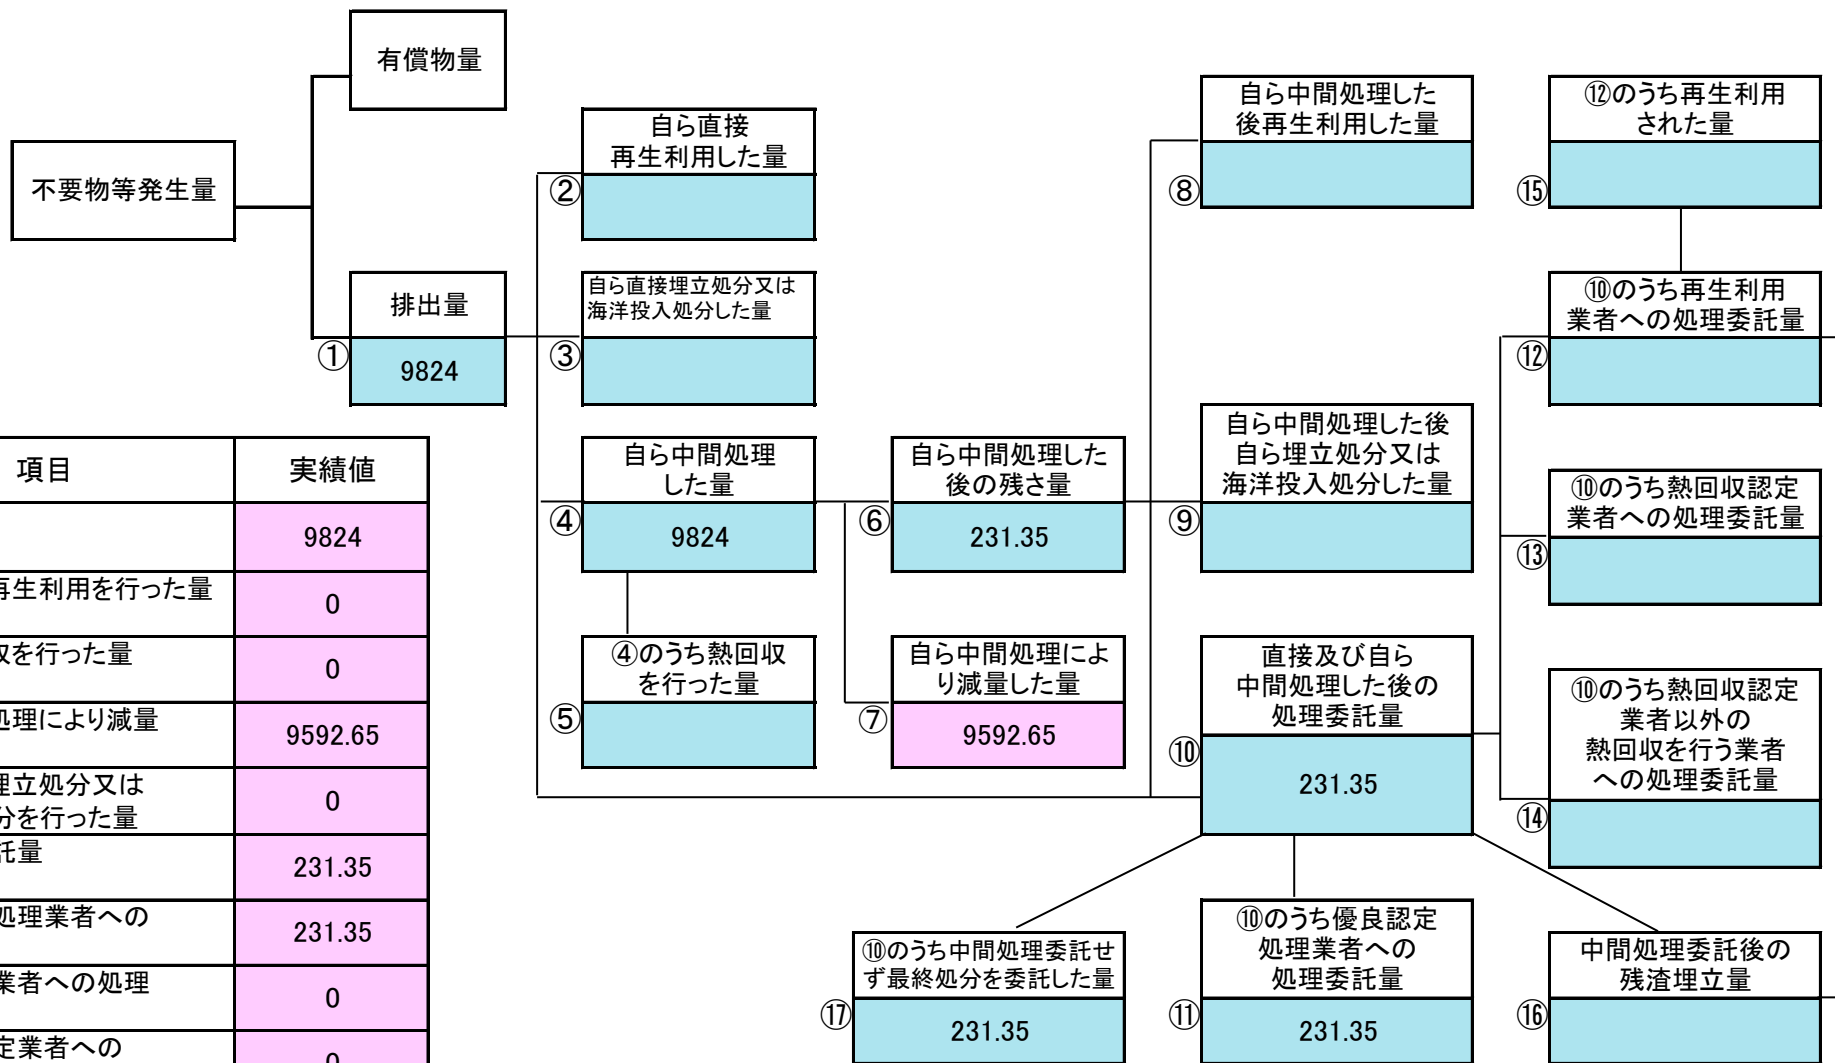 有償物量
不要物等発生量
排出量
①
9824
自ら直接
再生利用した量
②
自ら直接埋立処分又は
海洋投入処分した量
③
自ら中間処理
した量
④
9824
④のうち熱回収
を行った量
⑤
自ら中間処理した
後の残さ量
⑥
231.35
自ら中間処理によ
り減量した量
⑦
9592.65
自ら中間処理した
後再生利用した量
⑧
自ら中間処理した後
自ら埋立処分又は
海洋投入処分した量
⑨
直接及び自ら
中間処理した後の
処理委託量
⑩
231.35
⑫のうち再生利用
された量
⑮
⑩のうち再生利用
業者への処理委託量
⑫
⑩のうち熱回収認定
業者への処理委託量
⑬
⑩のうち熱回収認定
業者以外の
熱回収を行う業者
への処理委託量
⑭
⑩のうち中間処理委託せ
ず最終処分を委託した量
⑰
231.35
⑩のうち優良認定
処理業者への
処理委託量
⑪
231.35
中間処理委託後の
残渣埋立量
⑯
項目 実績値
9824
再生利用を行った量 0
を行った量 0
処理により減量 9592.65
埋立処分又は
分を行った量 0
託量 231.35
処理業者への 231.35
業者への処理 0
定業者への 0